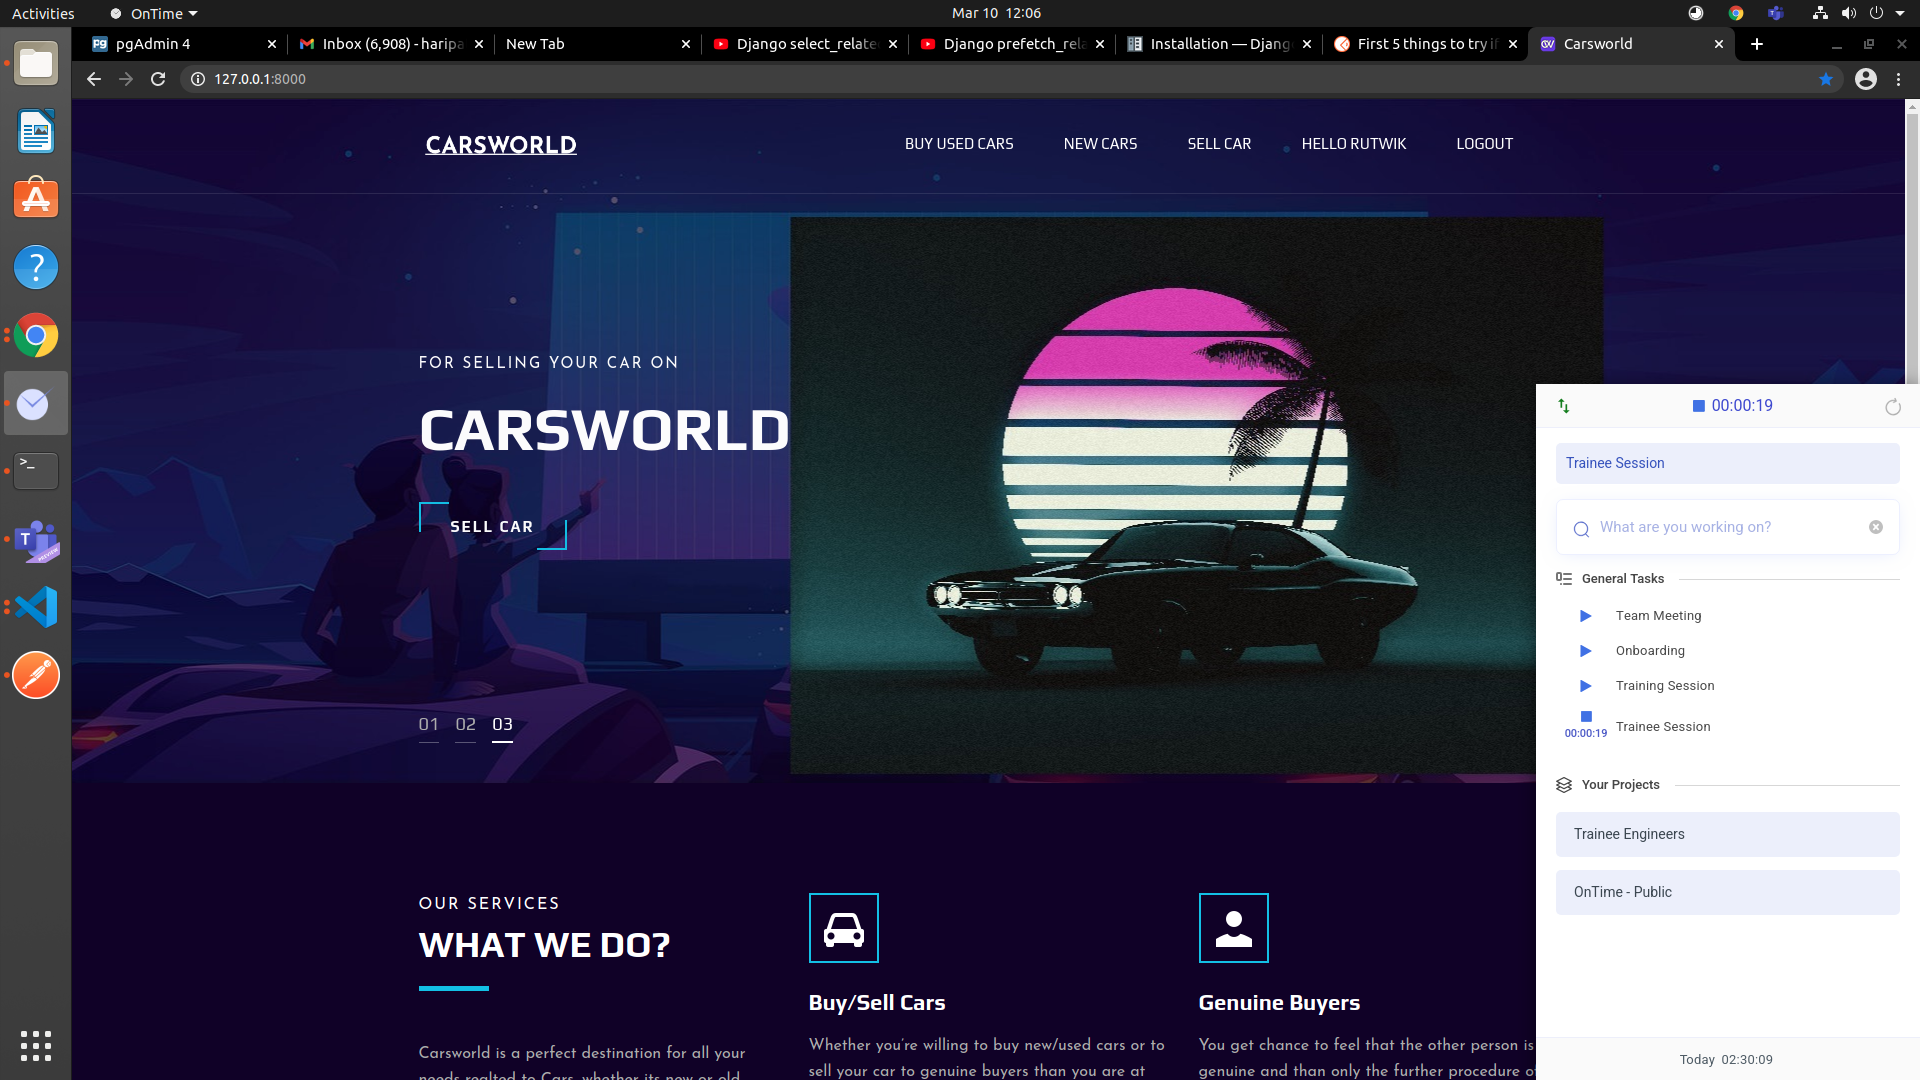 Activities
OnTime
Mar 10 12:06
pgAdmin 4
Inbox (6,908) - haripa
New Tab
Django select_relate
Django prefetch_rela
Installation — Djang
First 5 things to try if
Carsworld
127.0.0.1:8000
CARSWORLD
BUY USED CARS
NEW CARS
SELL CAR
HELLO RUTWIK
LOGOUT
FOR SELLING YOUR CAR ON
CARSWORLD
SELL CAR
01 02 03
OUR SERVICES
WHAT WE DO?
Carsworld is a perfect destination for all your
needs realted to Cars, whether its new or old
Buy/Sell Cars
Whether you're willing to buy new/used cars or to
sell your car to genuine buyers than you are at
Genuine Buyers
You get chance to feel that the other person is
genuine and than only the further procedure of
00:00:19
Trainee Session
What are you working on?
General Tasks
Team Meeting
Onboarding
Training Session
00:00:19
Trainee Session
Your Projects
Trainee Engineers
OnTime - Public
Today 02:30:09